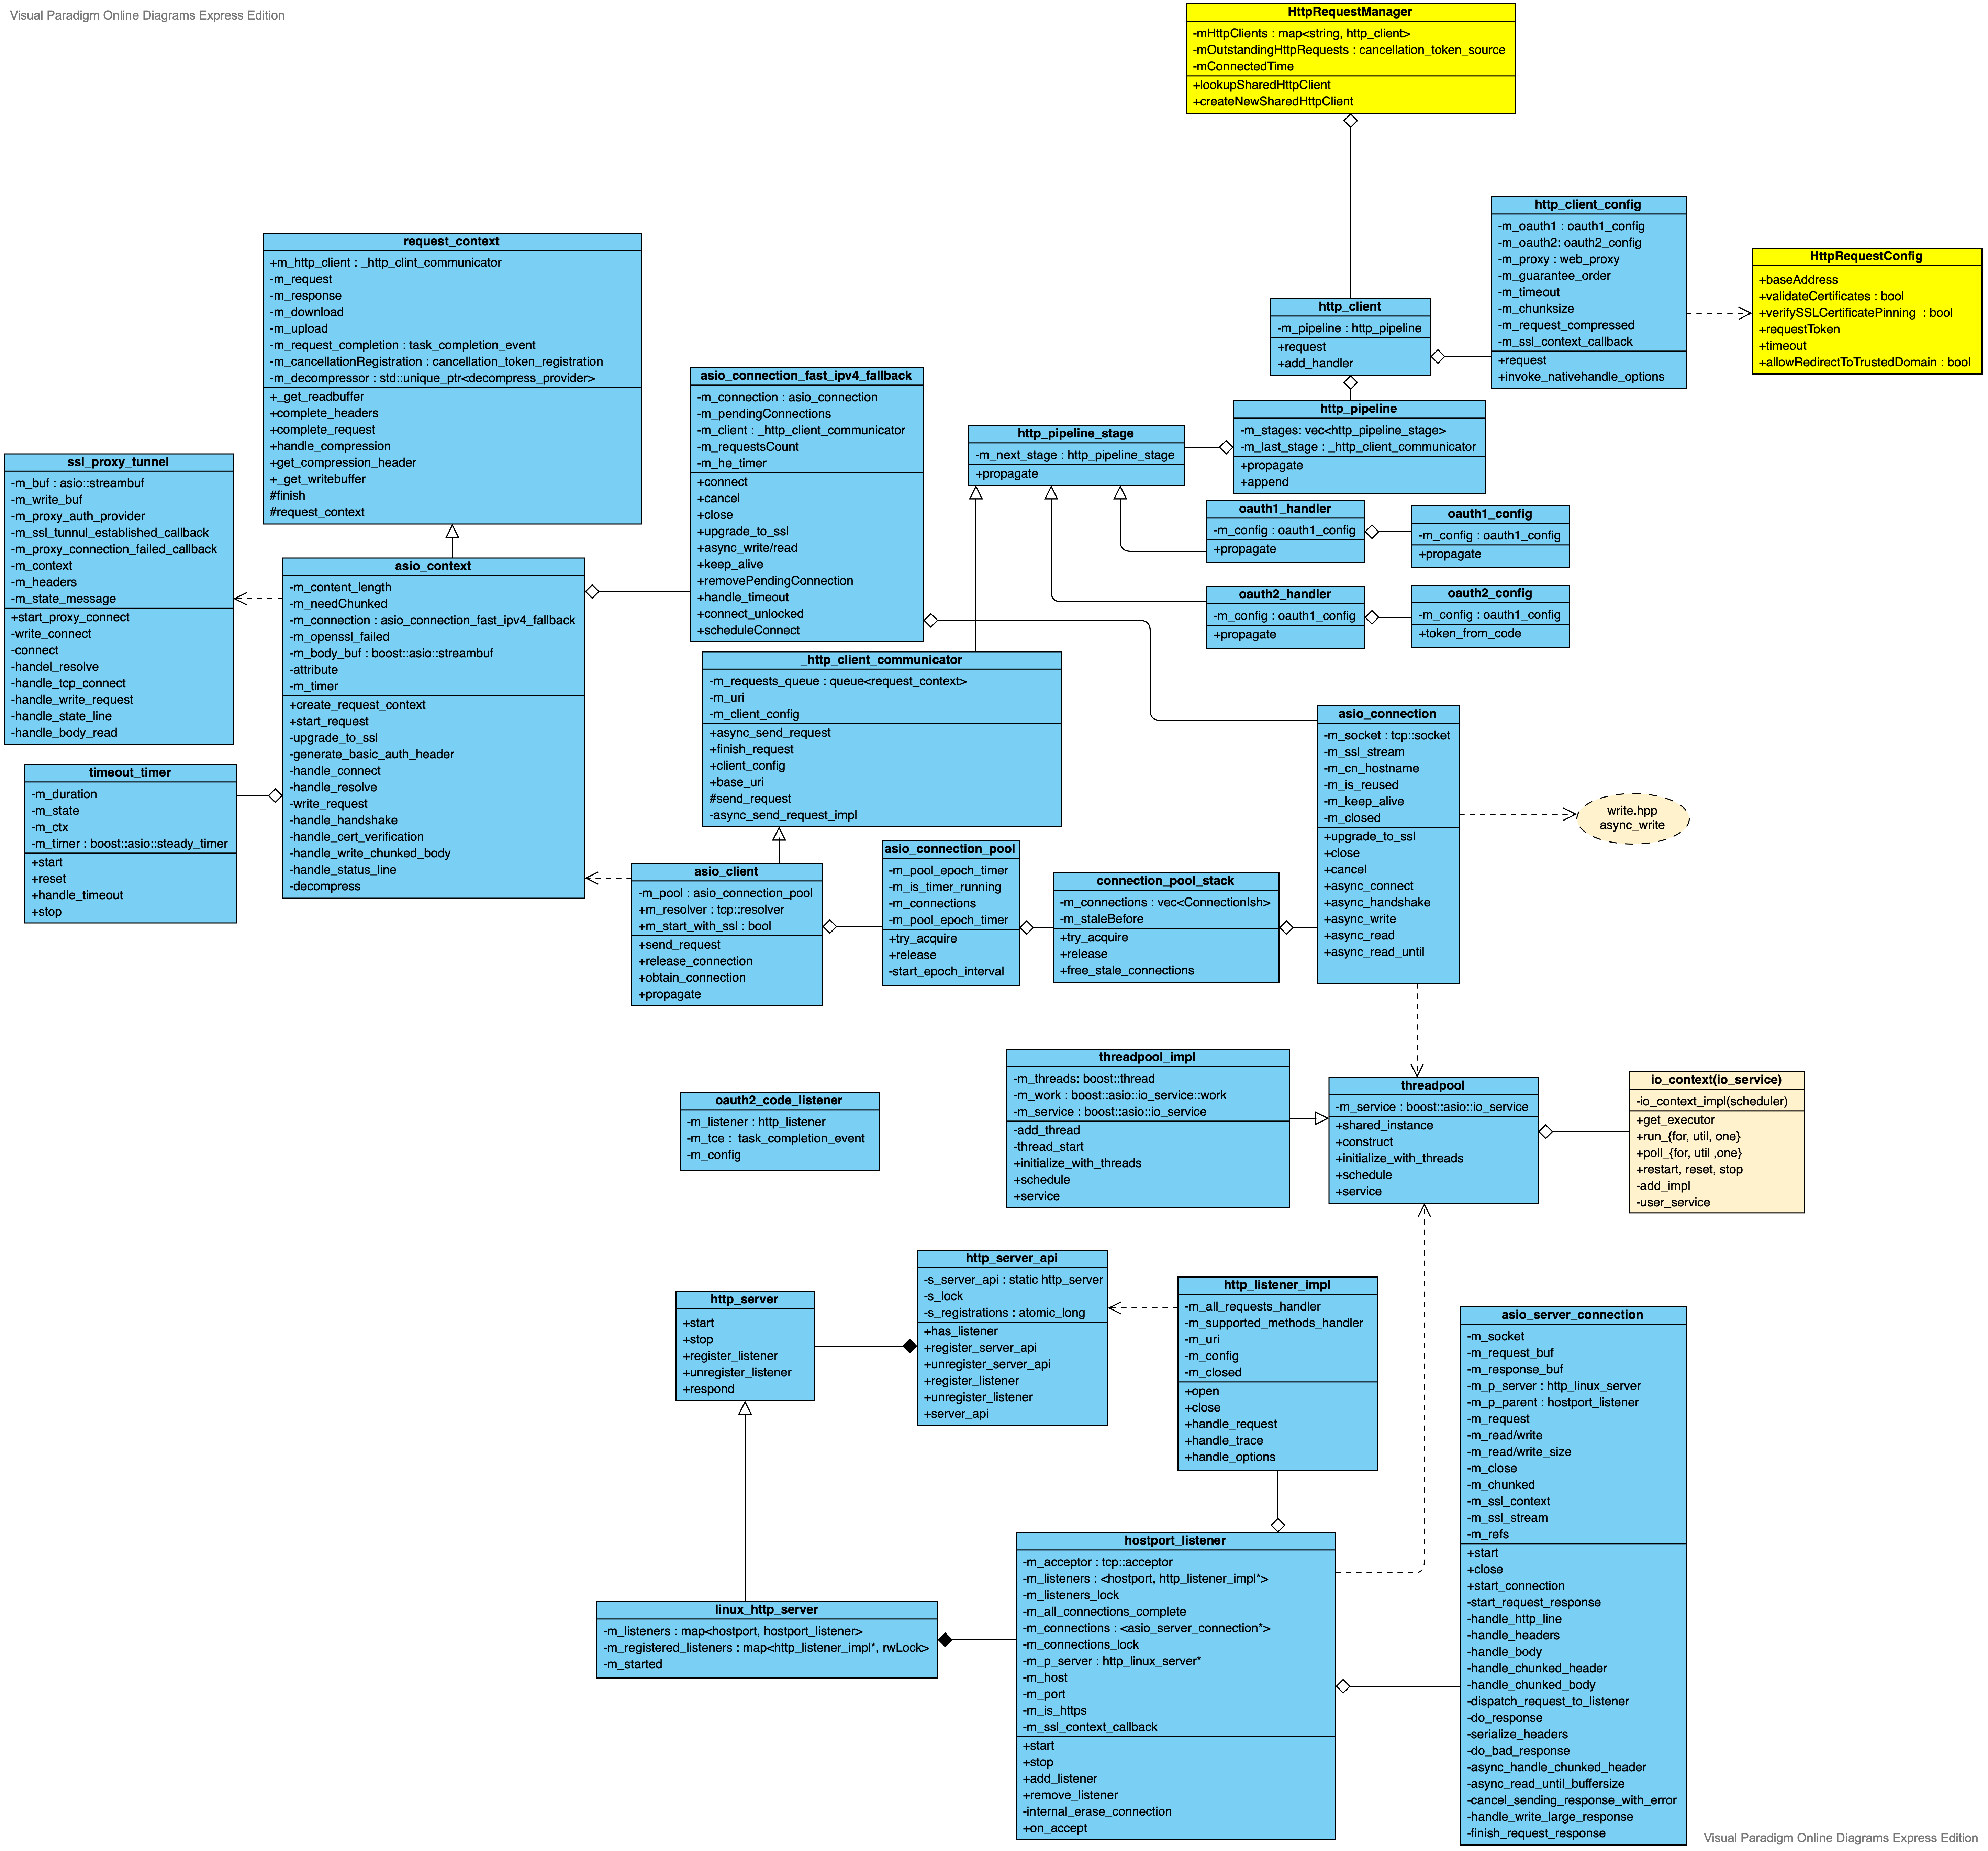 Visual Paradigm Online Diagrams Express Edition
HttpRequestManager
-mHttpClients : map<string, http_client>
-mOutstandingHttpRequests : cancellation_token_source
-mConnectedTime
+lookupSharedHttpClient
+createNewSharedHttpClient
http_client_config
-m_oauth1 : oauth1_config
-m_oauth2: oauth2_config
-m_proxy : web_proxy
-m_guarantee_order
-m_timeout
-m_chunksize
-m_request_compressed
-m_ssl_context_callback
+request
+invoke_nativehandle_options
HttpRequestConfig
+baseAddress
+validateCertificates : bool
+verifySSLCertificatePinning : bool
+requestToken
+timeout
+allowRedirectToTrustedDomain : bool
request_context
+m_http_client : _http_clint_communicator
-m_request
-m_response
-m_download
-m_upload
-m_request_completion : task_completion_event
-m_cancellationRegistration : cancellation_token_registration
-m_decompressor : std::unique_ptr<decompress_provider>
+_get_readbuffer
+complete_headers
+complete_request
+handle_compression
+get_compression_header
+_get_writebuffer
#finish
#request_context
http_client
-m_pipeline : http_pipeline
+request
+add_handler
asio_connection_fast_ipv4_fallback
-m_connection : asio_connection
-m_pendingConnections
-m_client : _http_client_communicator
-m_requestsCount
-m_he_timer
+connect
+cancel
+close
+upgrade_to_ssl
+async_write/read
+keep_alive
+removePendingConnection
+handle_timeout
+connect_unlocked
+scheduleConnect
http_pipeline
-m_stages: vec<http_pipeline_stage>
-m_last_stage : _http_client_communicator
+propagate
+append
http_pipeline_stage
-m_next_stage : http_pipeline_stage
+propagate
ssl_proxy_tunnel
-m_buf : asio::streambuf
-m_write_buf
-m_proxy_auth_provider
-m_ssl_tunnul_established_callback
-m_proxy_connection_failed_callback
-m_context
-m_headers
-m_state_message
+start_proxy_connect
-write_connect
-connect
-handel_resolve
-handle_tcp_connect
-handle_write_request
-handle_state_line
-handle_body_read
oauth1_handler
-m_config : oauth1_config
+propagate
oauth1_config
-m_config : oauth1_config
+propagate
oauth2_handler
-m_config : oauth1_config
+propagate
oauth2_config
-m_config : oauth1_config
+token_from_code
asio_context
-m_content_length
-m_needChunked
-m_connection : asio_connection_fast_ipv4_fallback
-m_openssl_failed
-m_body_buf : boost::asio::streambuf
-attribute
-m_timer
+create_request_context
+start_request
-upgrade_to_ssl
-generate_basic_auth_header
-handle_connect
-handle_resolve
-write_request
-handle_handshake
-handle_cert_verification
-handle_write_chunked_body
-handle_status_line
-decompress
_http_client_communicator
-m_requests_queue : queue<request_context>
-m_uri
-m_client_config
+async_send_request
+finish_request
+client_config
+base_uri
#send_request
-async_send_request_impl
asio_connection
-m_socket : tcp::socket
-m_ssl_stream
-m_cn_hostname
-m_is_reused
-m_keep_alive
-m_closed
+upgrade_to_ssl
+close
+cancel
+async_connect
+async_handshake
+async_write
+async_read
+async_read_until
write.hpp
async_write
timeout_timer
-m_duration
-m_state
-m_ctx
-m_timer : boost::asio::steady_timer
+start
+reset
+handle_timeout
+stop
asio_client
-m_pool : asio_connection_pool
+m_resolver : tcp::resolver
+m_start_with_ssl : bool
+send_request
+release_connection
+obtain_connection
+propagate
asio_connection_pool
-m_pool_epoch_timer
-m_is_timer_running
-m_connections
-m_pool_epoch_timer
+try_acquire
+release
-start_epoch_interval
connection_pool_stack
-m_connections : vec<ConnectionIsh>
-m_staleBefore
+try_acquire
+release
+free_stale_connections
threadpool_impl
-m_threads: boost::thread
-m_work : boost::asio::io_service::work
-m_service : boost::asio::io_service
-add_thread
-thread_start
+initialize_with_threads
+schedule
+service
threadpool
-m_service : boost::asio::io_service
+shared_instance
+construct
+initialize_with_threads
+schedule
+service
io_context(io_service)
-io_context_impl(scheduler)
+get_executor
+run_{for, util, one}
+poll_{for, util ,one}
+restart, reset, stop
-add_impl
-user_service
oauth2_code_listener
-m_listener : http_listener
-m_tce : task_completion_event
-m_config
http_server_api
-s_server_api : static http_server
-s_lock
-s_registrations : atomic_long
+has_listener
+register_server_api
+unregister_server_api
+register_listener
+unregister_listener
+server_api
http_server
+start
+stop
+register_listener
+unregister_listener
+respond
http_listener_impl
-m_all_requests_handler
-m_supported_methods_handler
-m_uri
-m_config
-m_closed
+open
+close
+handle_request
+handle_trace
+handle_options
asio_server_connection
-m_socket
-m_request_buf
-m_response_buf
-m_p_server : http_linux_server
-m_p_parent : hostport_listener
-m_request
-m_read/write
-m_read/write_size
-m_close
-m_chunked
-m_ssl_context
-m_ssl_stream
-m_refs
+start
+close
+start_connection
-start_request_response
-handle_http_line
-handle_headers
-handle_body
-handle_chunked_header
-handle_chunked_body
-dispatch_request_to_listener
-do_response
-serialize_headers
-do_bad_response
-async_handle_chunked_header
-async_read_until_buffersize
-cancel_sending_response_with_error
-handle_write_large_response
-finish_request_response
hostport_listener
-m_acceptor : tcp::acceptor
-m_listeners : <hostport, http_listener_impl*>
-m_listeners_lock
-m_all_connections_complete
-m_connections : <asio_server_connection*>
-m_connections_lock
-m_p_server : http_linux_server*
-m_host
-m_port
-m_is_https
-m_ssl_context_callback
+start
+stop
+add_listener
+remove_listener
-internal_erase_connection
+on_accept
linux_http_server
-m_listeners : map<hostport, hostport_listener>
-m_registered_listeners : map<http_listener_impl*, rwLock>
-m_started
Visual Paradigm Online Diagrams Express Edition